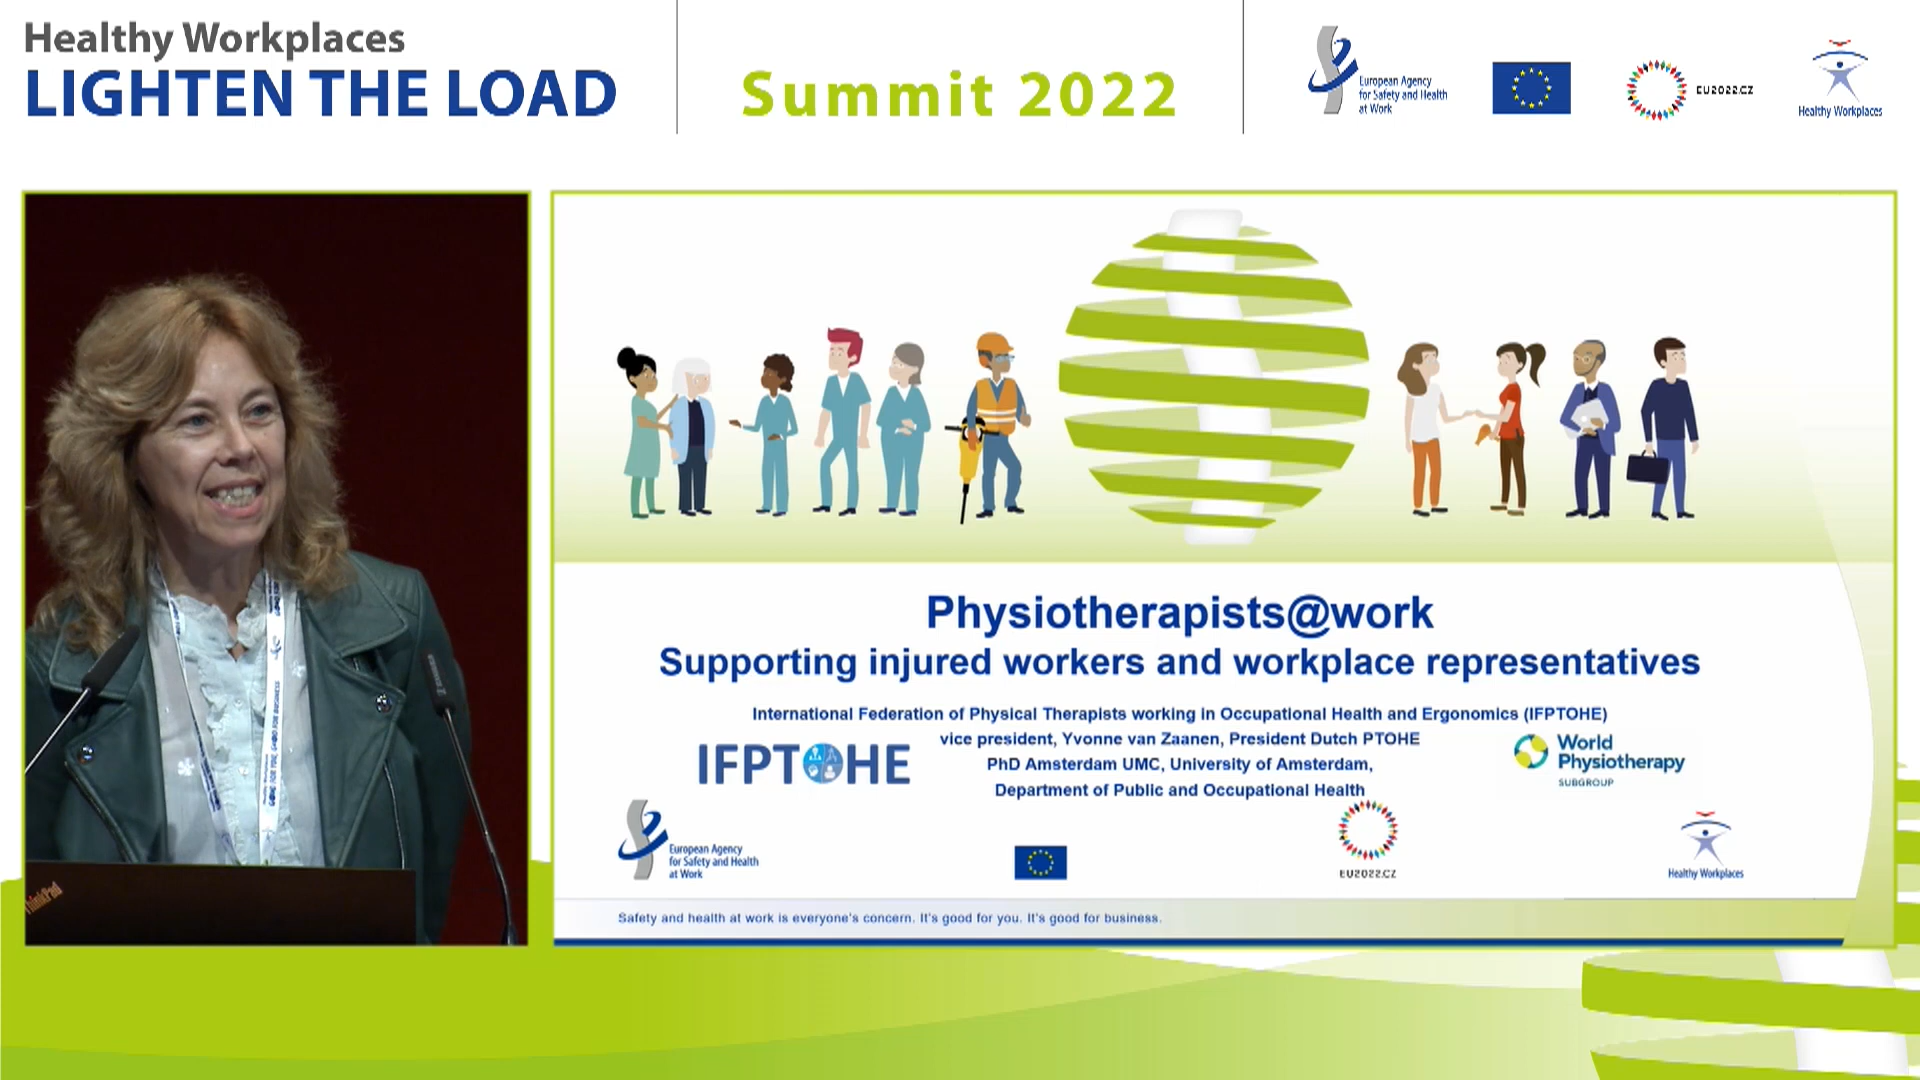 Healthy Workplaces
LIGHTEN THE LOAD
Summit 2022
European Agency
for Safety and Health
at Work
EU2022.CZ
Healthy Workplaces
ThinkPad
Physiotherapists@work
Supporting injured workers and workplace representatives
International Federation of Physical Therapists working in Occupational Health and Ergonomics (IFPTOHE)
vice president, Yvonne van Zaanen, President Dutch PTOHE
PhD Amsterdam UMC, University of Amsterdam,
Department of Public and Occupational Health
IFPTOHE
World
Physiotherapy
SUBGROUP
European Agency
for Safety and Health
at Work
EU2022.CZ
Healthy Workplaces
Safety and health at work is everyone's concern. It's good for you. It's good for business.